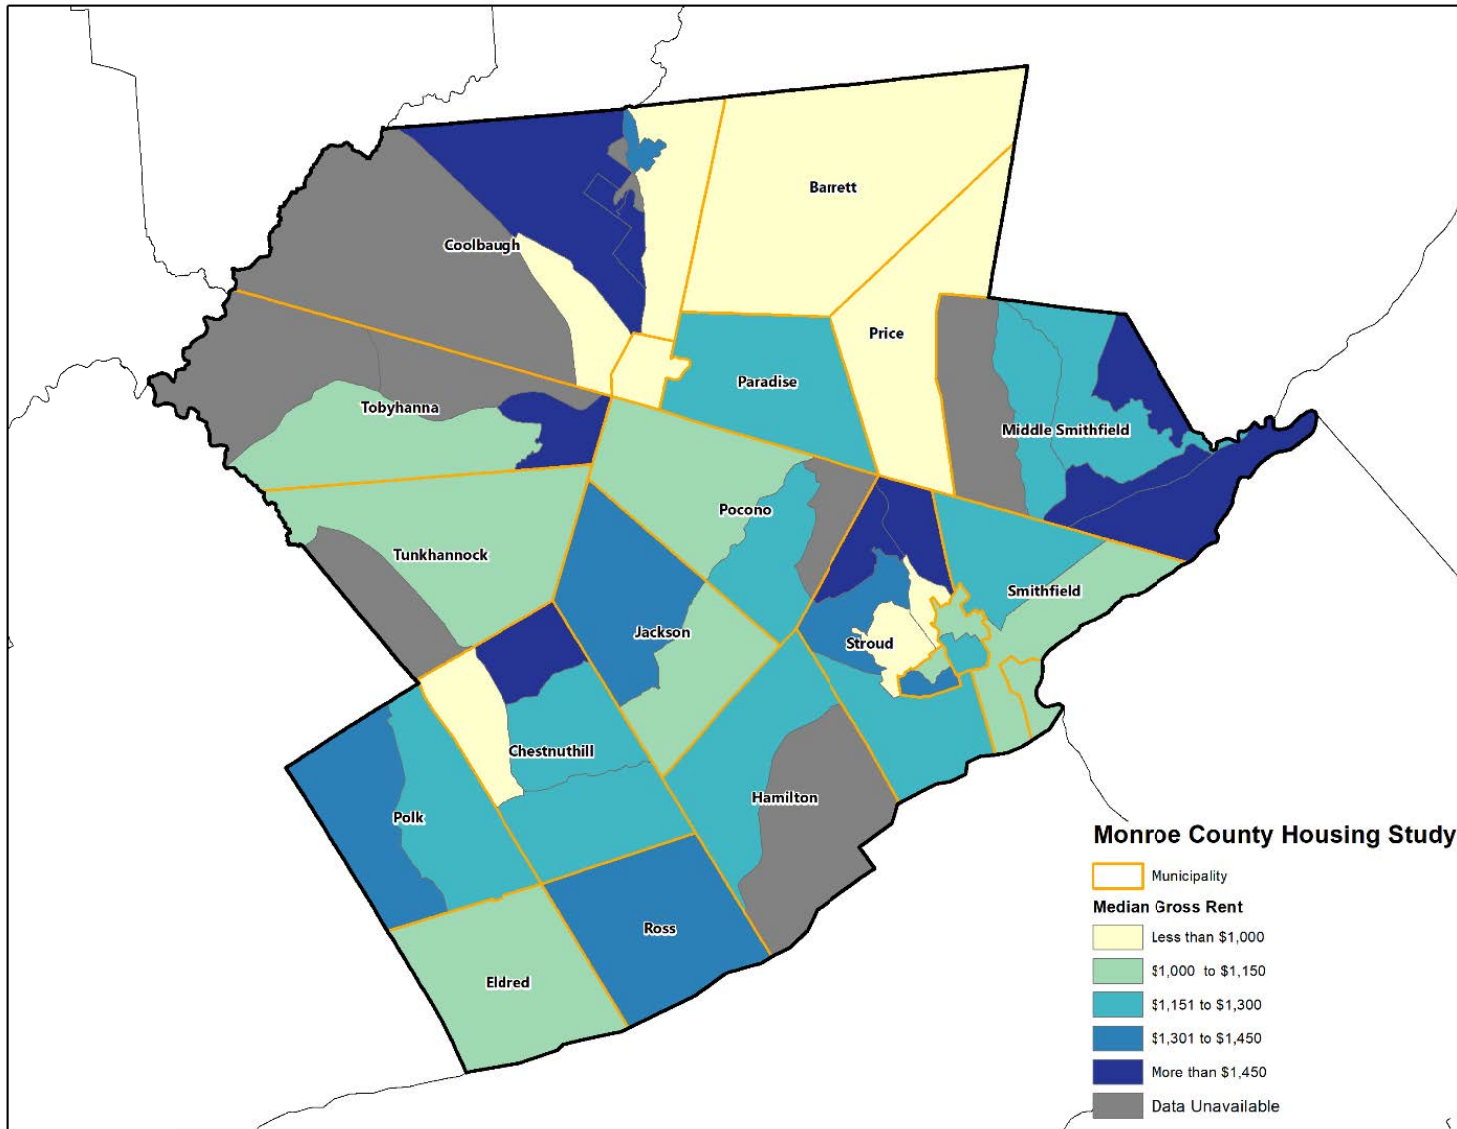 Barrett
Coolbaugh
Price
Paradise
Tobyhanna
Middle Smithfield
Pocono
Tunkhannock
Smithfield
Jackson
Stroud
Chestnuthill
Hamilton
Polk
Ross
Eldred
Monroe County Housing Study
Municipality
Median Gross Rent
Less than $1,000
$1,000 to $1,150
$1,151 to $1,300
$1,301 to $1,450
More than $1,450
Data Unavailable